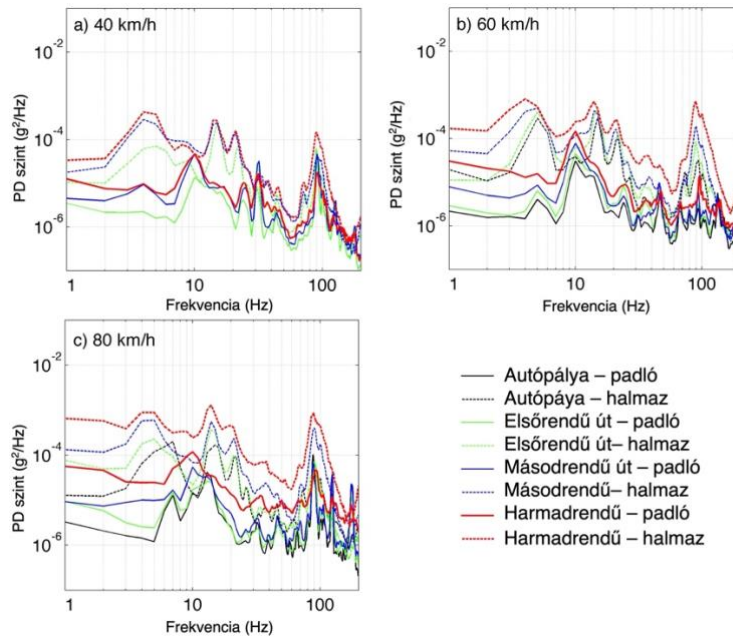 a) 40 km/h
10⁻²
10⁻⁴
10⁻⁶
PD szint (g²/Hz)
1
10
100
Frekvencia (Hz)
b) 60 km/h
10⁻²
10⁻⁴
10⁻⁶
PD szint (g²/Hz)
1
10
100
Frekvencia (Hz)
c) 80 km/h
10⁻²
10⁻⁴
10⁻⁶
PD szint (g²/Hz)
1
10
100
Frekvencia (Hz)
Autópálya – padló
Autópáya – halmaz
Elsőrendű út – padló
Elsőrendű út– halmaz
Másodrendű út – padló
Másodrendű– halmaz
Harmadrendű – padló
Harmadrendű – halmaz